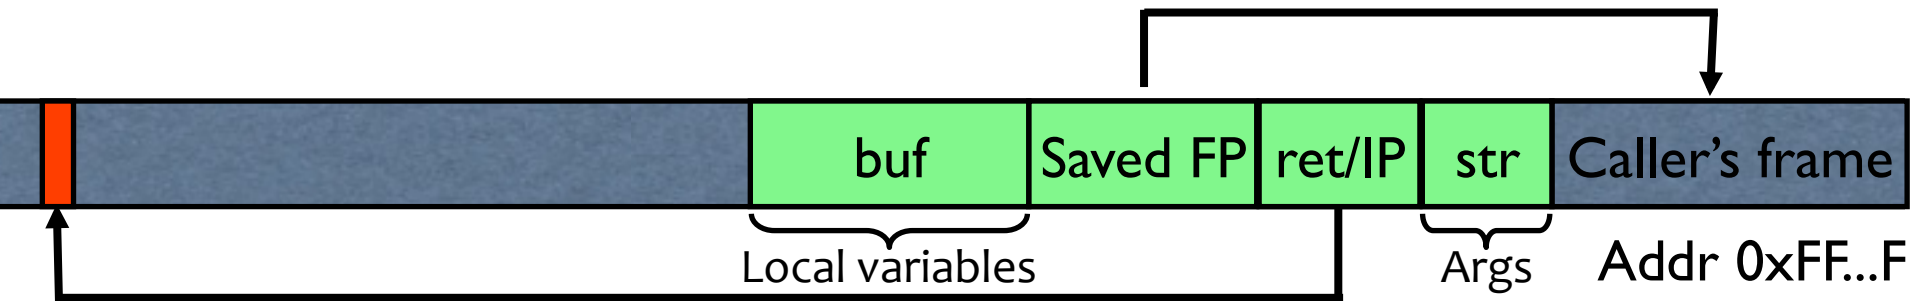 buf Saved FP ret/IP str Caller's frame
Local variables Args Addr 0xFF...F